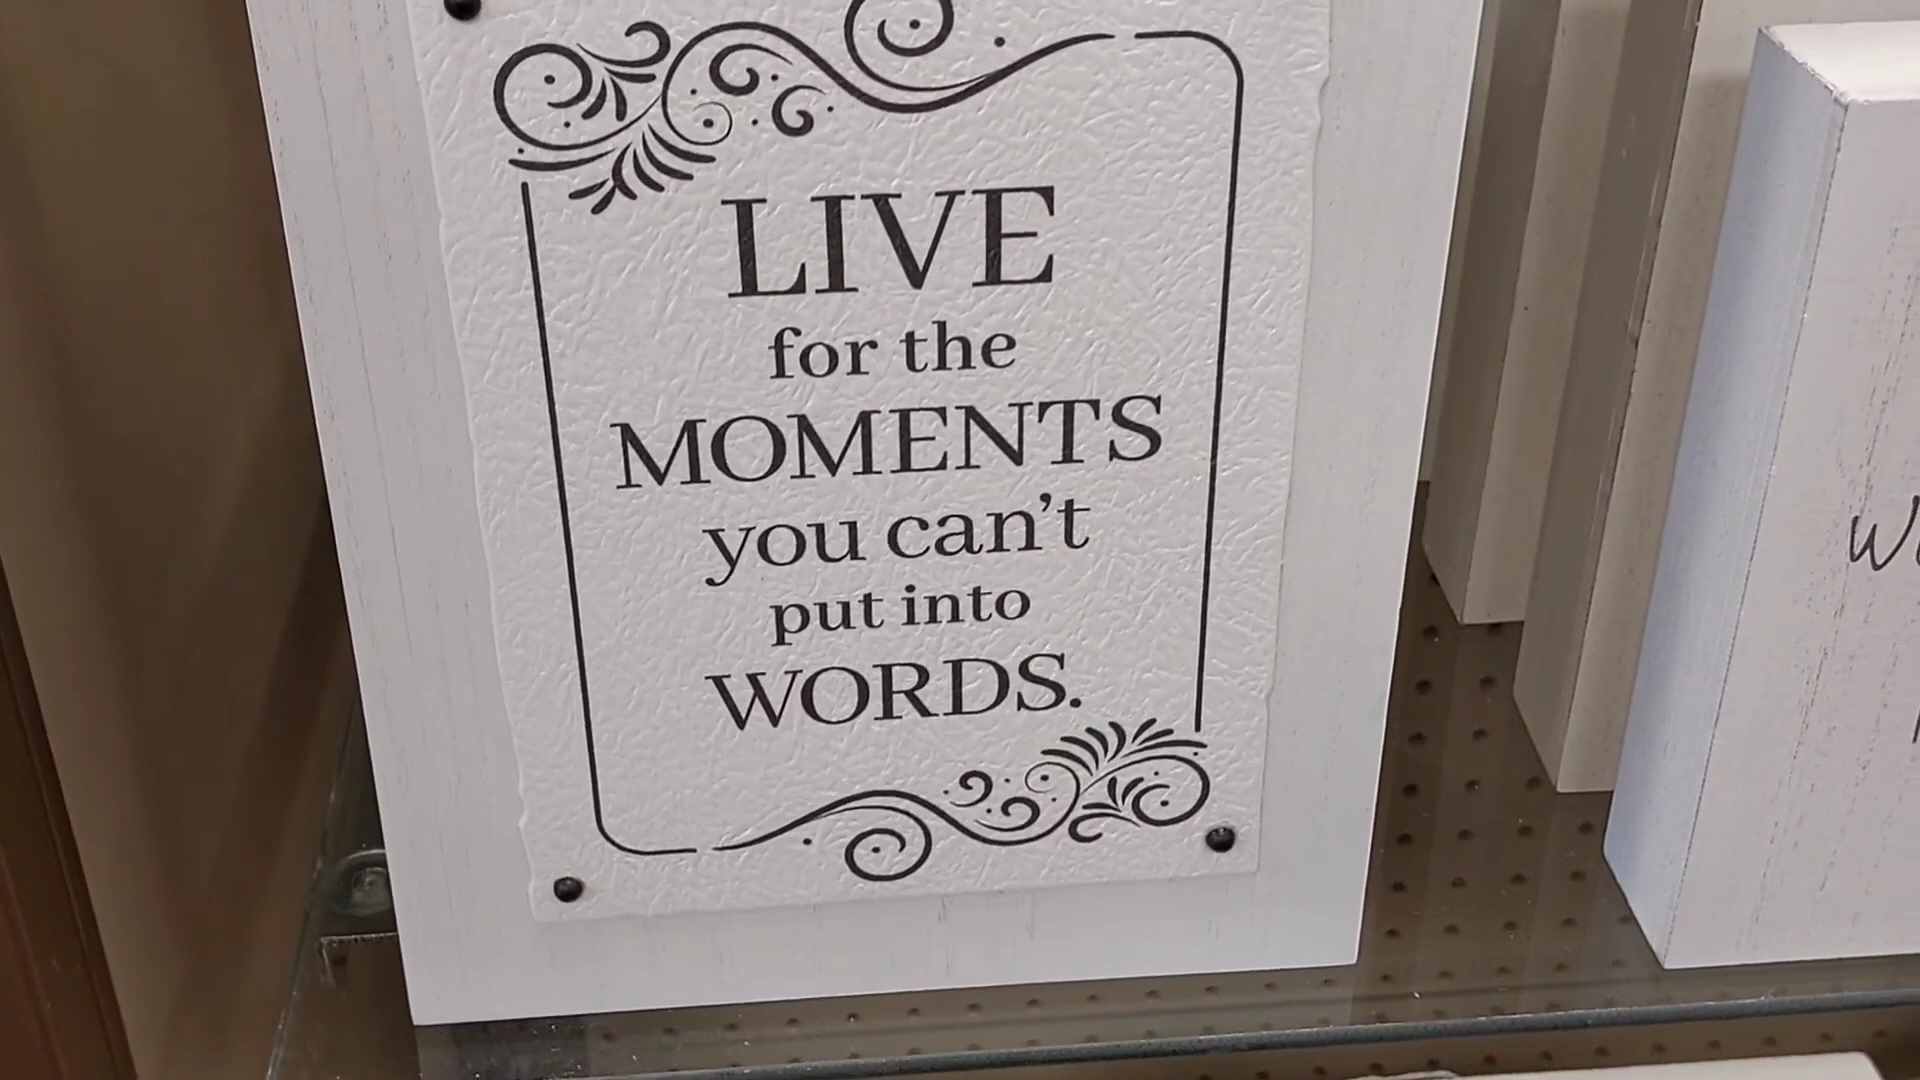 LIVE
for the
MOMENTS
you can't
put into
WORDS.